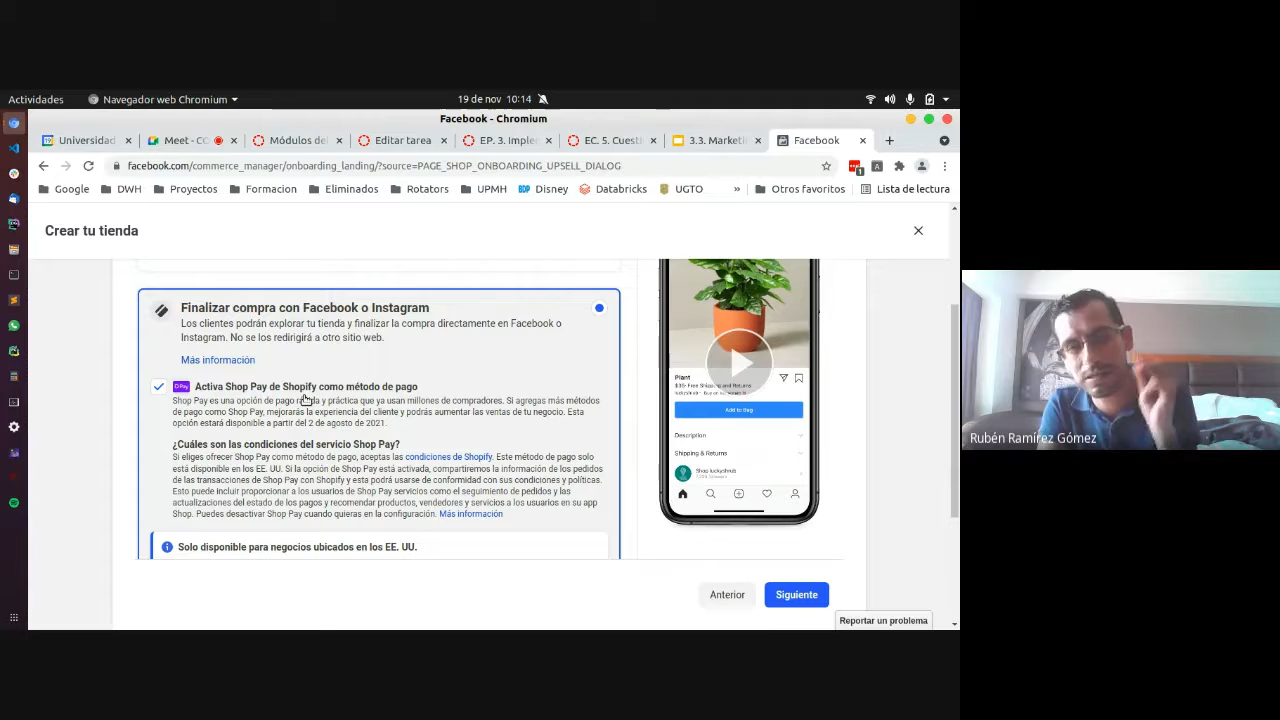 Actividades
Navegador web Chromium
19 de nov 10:14
Facebook - Chromium
Universidad
Meet - CC
Módulos del
Editar tarea
EP. 3. Implem
EC. 5. Cuesti
3.3. Marketin
Facebook
facebook.com/commerce_manager/onboarding_landing/?source=PAGE_SHOP_ONBOARDING_UPSELL_DIALOG
Google
DWH
Proyectos
Formacion
Eliminados
Rotators
UPMH
Disney
Databricks
UGTO
»
Otros favoritos
Lista de lectura
Crear tu tienda
Finalizar compra con Facebook o Instagram
Los clientes podrán explorar tu tienda y finalizar la compra directamente en Facebook o
Instagram. No se los redirigirá a otro sitio web.
Más información
Pay
Activa Shop Pay de Shopify como método de pago
Shop Pay es una opción de pago rápida y práctica que ya usan millones de compradores. Si agregas más métodos
de pago como Shop Pay, mejorarás la experiencia del cliente y podrás aumentar las ventas de tu negocio. Esta
opción estará disponible a partir del 2 de agosto de 2021.
¿Cuáles son las condiciones del servicio Shop Pay?
Si eliges ofrecer Shop Pay como método de pago, aceptas las condiciones de Shopify. Este método de pago solo
está disponible en los EE. UU. Si la opción de Shop Pay está activada, compartiremos la información de los pedidos
de las transacciones de Shop Pay con Shopify y esta podrá usarse de conformidad con sus condiciones y políticas.
Esto puede incluir proporcionar a los usuarios de Shop Pay servicios como el seguimiento de pedidos y las
actualizaciones del estado de los pagos y recomendar productos, vendedores y servicios a los usuarios en su app
Shop. Puedes desactivar Shop Pay cuando quieras en la configuración. Más información
Solo disponible para negocios ubicados en los EE. UU.
Plant
$39· Free Shipping and Returns
Add to Bag
Description
Shipping & Returns
Shop luckyshrub
Anterior
Siguiente
Reportar un problema
Rubén Ramírez Gómez